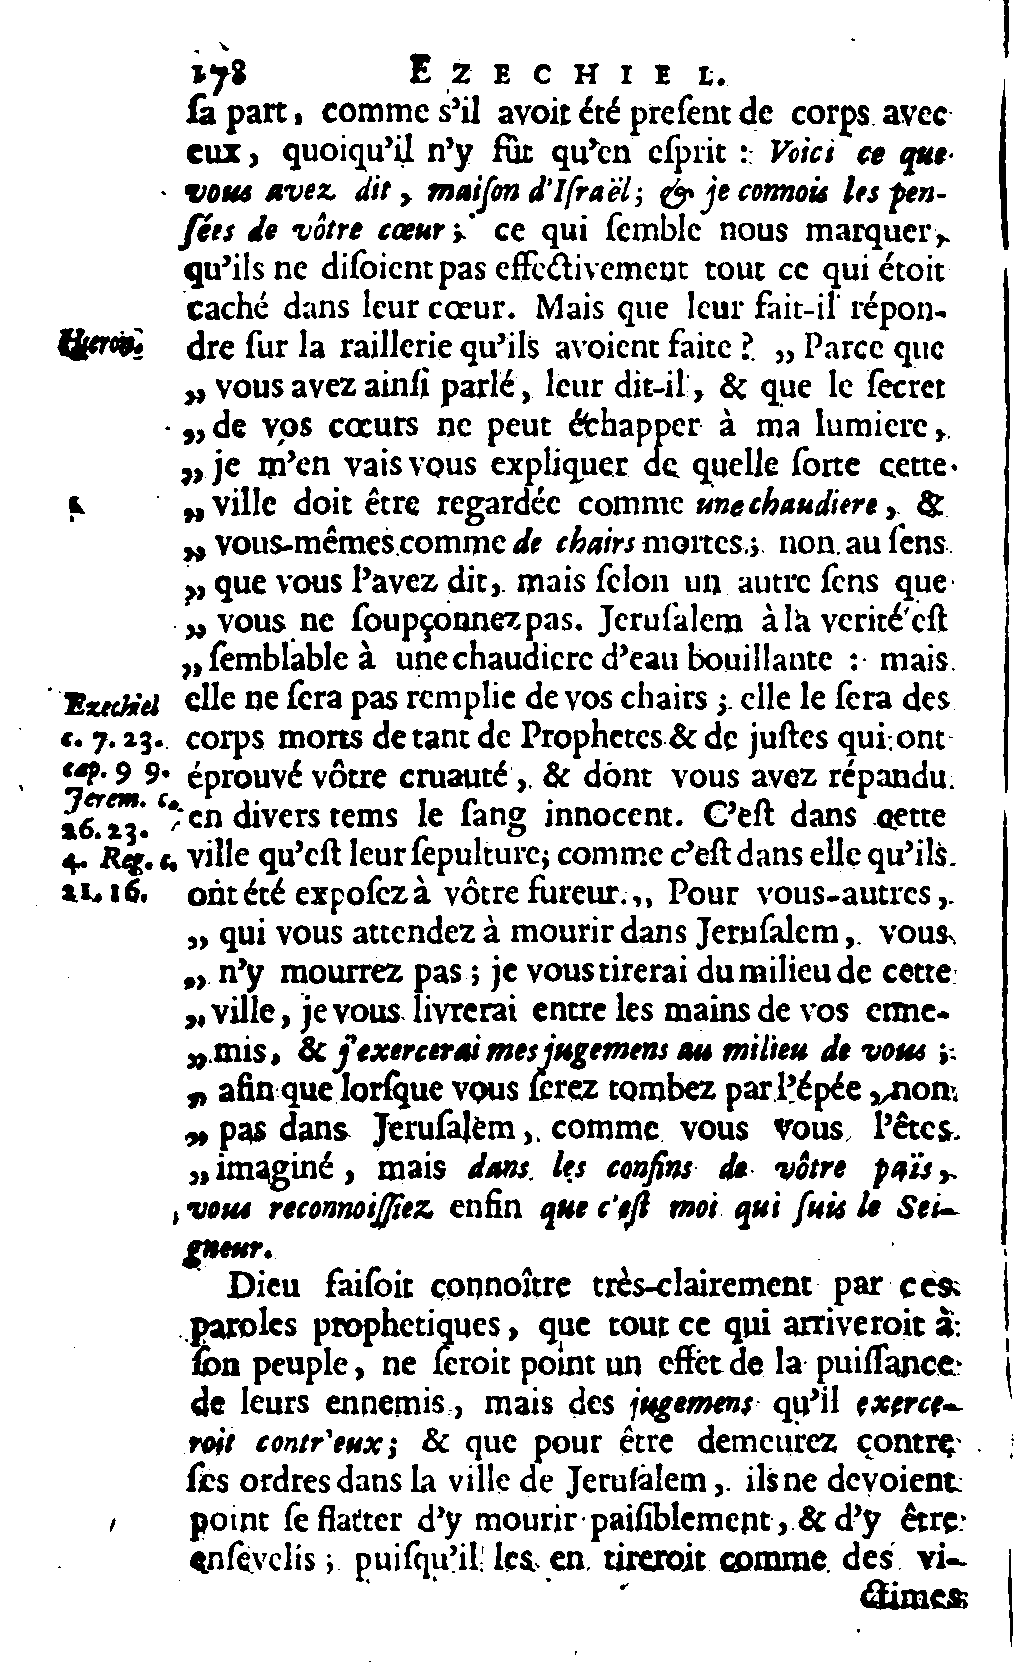 178 EZECHIEL.
ſa part, comme s'il avoit été preſent de corps avec
eux, quoiqu'il n'y fût qu'en eſprit : Voici ce que
vous avez dit, maiſon d'Iſraël; & je connois les pen-
ſées de vôtre cœur ; ce qui ſemble nous marquer,
qu'ils ne diſoient pas effectivement tout ce qui étoit
caché dans leur cœur. Mais que leur fait-il répon-
Hieron.
dre ſur la raillerie qu'ils avoient faite ? ,, Parce que
,, vous avez ainſi parlé, leur dit-il, & que le ſecret
,, de vos cœurs ne peut échapper à ma lumiere,
,, je m'en vais vous expliquer de quelle ſorte cette
,, ville doit être regardée comme une chaudiere, &
,, vous-mêmes comme de chairs mortes; non au ſens
,, que vous l'avez dit, mais ſelon un autre ſens que
,, vous ne ſoupçonnez pas. Jeruſalem à la verité eſt
,, ſemblable à une chaudiere d'eau bouillante : mais
elle ne ſera pas remplie de vos chairs ; elle le ſera des
corps morts de tant de Prophetes & de juſtes qui ont
éprouvé vôtre cruauté, & dont vous avez répandu
en divers tems le ſang innocent. C'eſt dans cette
ville qu'eſt leur ſepulture; comme c'eſt dans elle qu'ils
ont été expoſez à vôtre fureur. ,, Pour vous-autres,
Ezechiel
c. 7. 23.
cap. 9 9.
Jerem. c.
26. 23.
4. Reg. c.
21. 16.
,, qui vous attendez à mourir dans Jeruſalem, vous
,, n'y mourrez pas ; je vous tirerai du milieu de cette
,, ville, je vous livrerai entre les mains de vos enne-
,, mis, & j'exercerai mes jugemens au milieu de vous ;
,, afin que lorſque vous ſerez tombez par l'épée, non
,, pas dans Jeruſalem, comme vous vous l'êtes
,, imaginé, mais dans les confins de vôtre païs,
, vous reconnoiſſiez enfin que c'eſt moi qui ſuis le Sei-
gneur.
Dieu faiſoit connoître très-clairement par ces
paroles prophetiques, que tout ce qui arriveroit à
ſon peuple, ne ſeroit point un effet de la puiſſance
de leurs ennemis, mais des jugemens qu'il exerce-
roit contr'eux; & que pour être demeurez contre
ſes ordres dans la ville de Jeruſalem, ils ne devoient
point ſe flatter d'y mourir paiſiblement, & d'y être
enſevelis ; puiſqu'il les en tireroit comme des vi-
ctimes